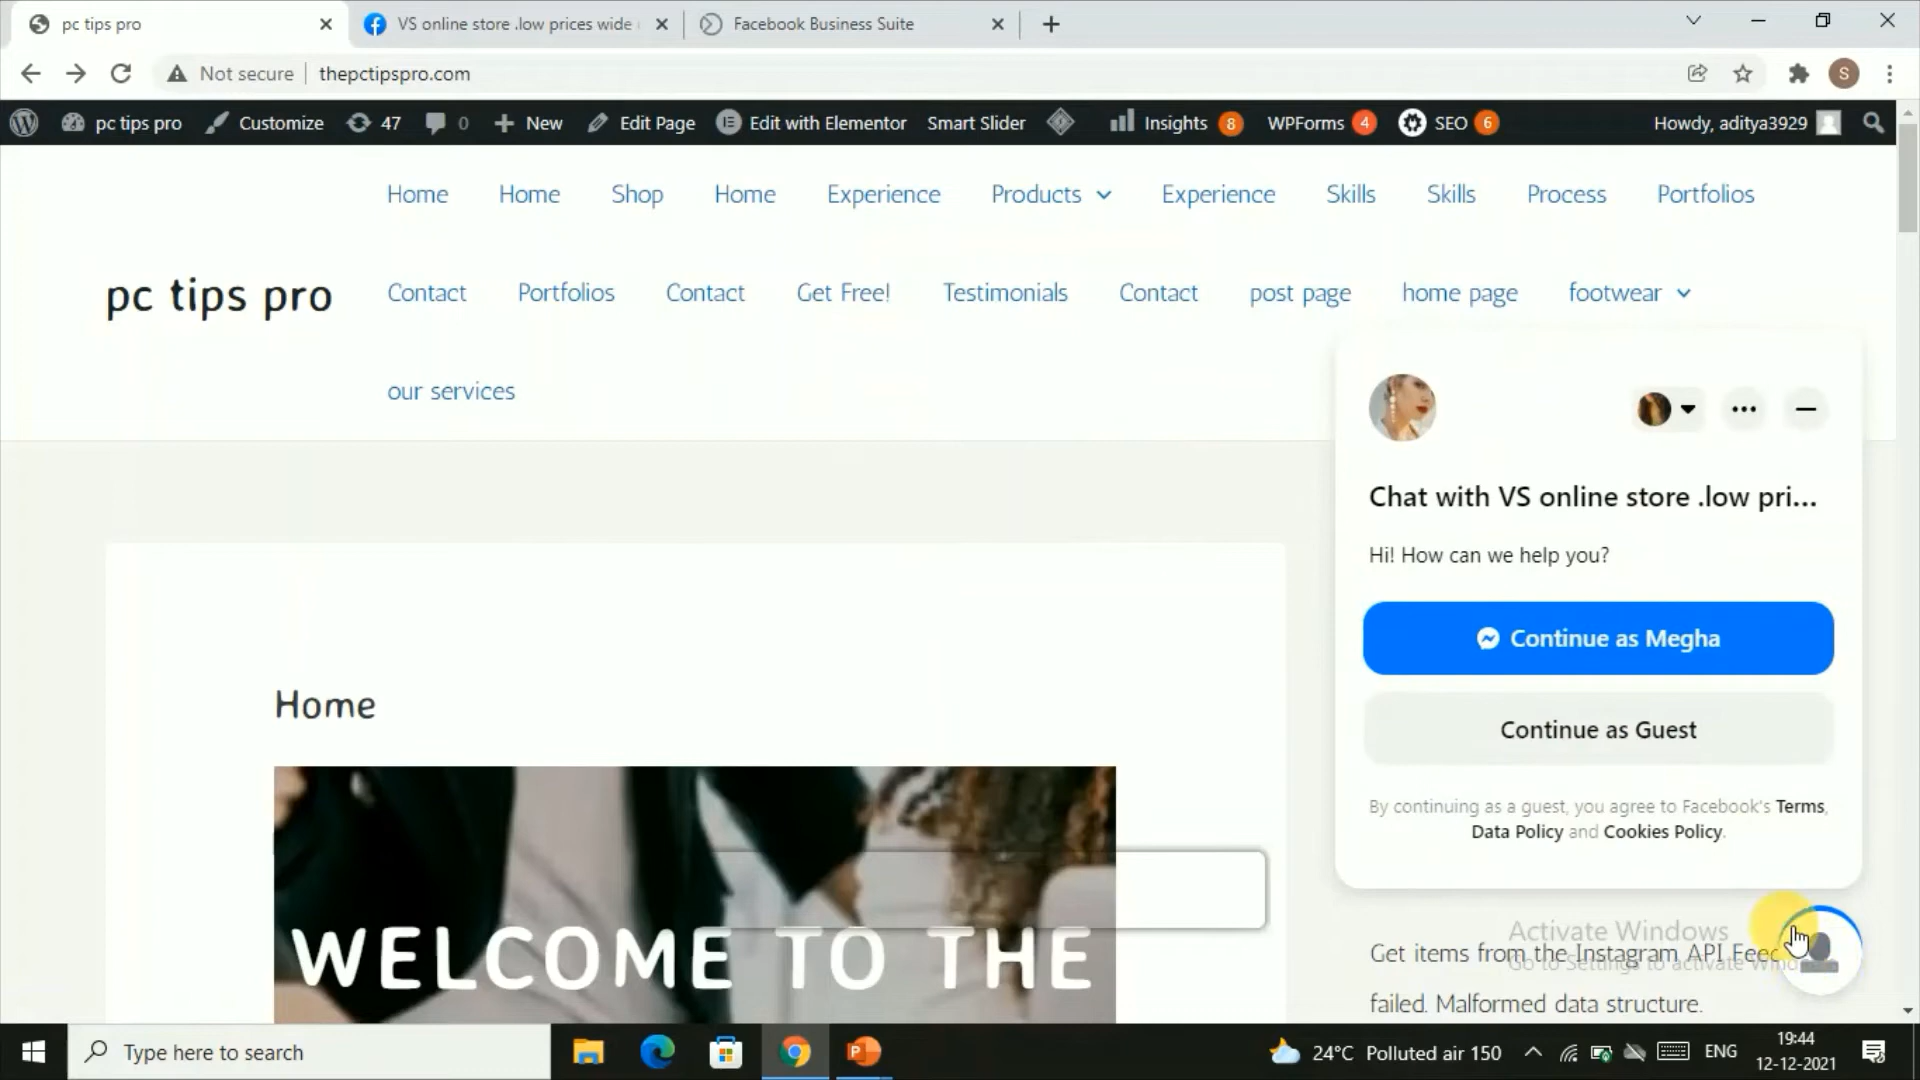 pc tips pro
VS online store .low prices wide
Facebook Business Suite
Not secure
thepctipspro.com
S
pc tips pro
Customize
47
0
New
Edit Page
Edit with Elementor
Smart Slider
Insights 8
WPForms 4
SEO 6
Howdy, aditya3929
Home Home Shop Home Experience Products Experience Skills Skills Process Portfolios
pc tips pro
Contact Portfolios Contact Get Free! Testimonials Contact post page home page footwear
our services
Chat with VS online store .low pri...
Hi! How can we help you?
Continue as Megha
Continue as Guest
By continuing as a guest, you agree to Facebook's Terms,
Data Policy and Cookies Policy.
Home
WELCOME TO THE
Activate Windows
Go to Settings to activate
Get items from the Instagram API Feed
failed. Malformed data structure.
Type here to search
P
24°C Polluted air 150
ENG
19:44
12-12-2021